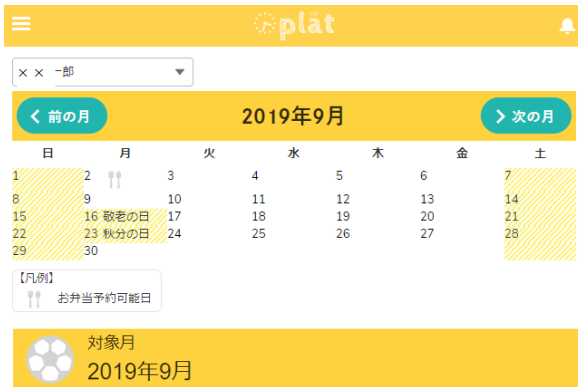 plat
×× 一郎
前の月 2019年9月 次の月
日 月 火 水 木 金 土
1 2 3 4 5 6 7
8 9 10 11 12 13 14
15 16 敬老の日 17 18 19 20 21
22 23 秋分の日 24 25 26 27 28
29 30
【凡例】
お弁当予約可能日
対象月
2019年9月